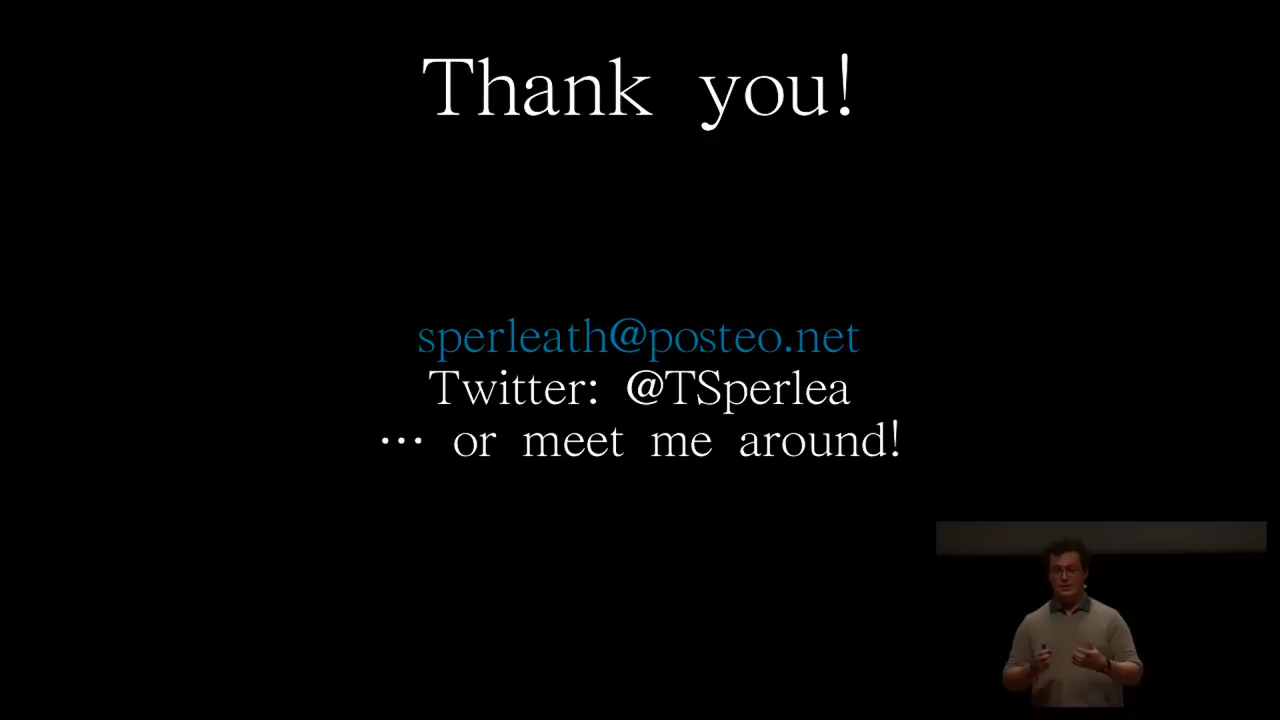 Thank you!
sperleath@posteo.net
Twitter: @TSperlea
… or meet me around!